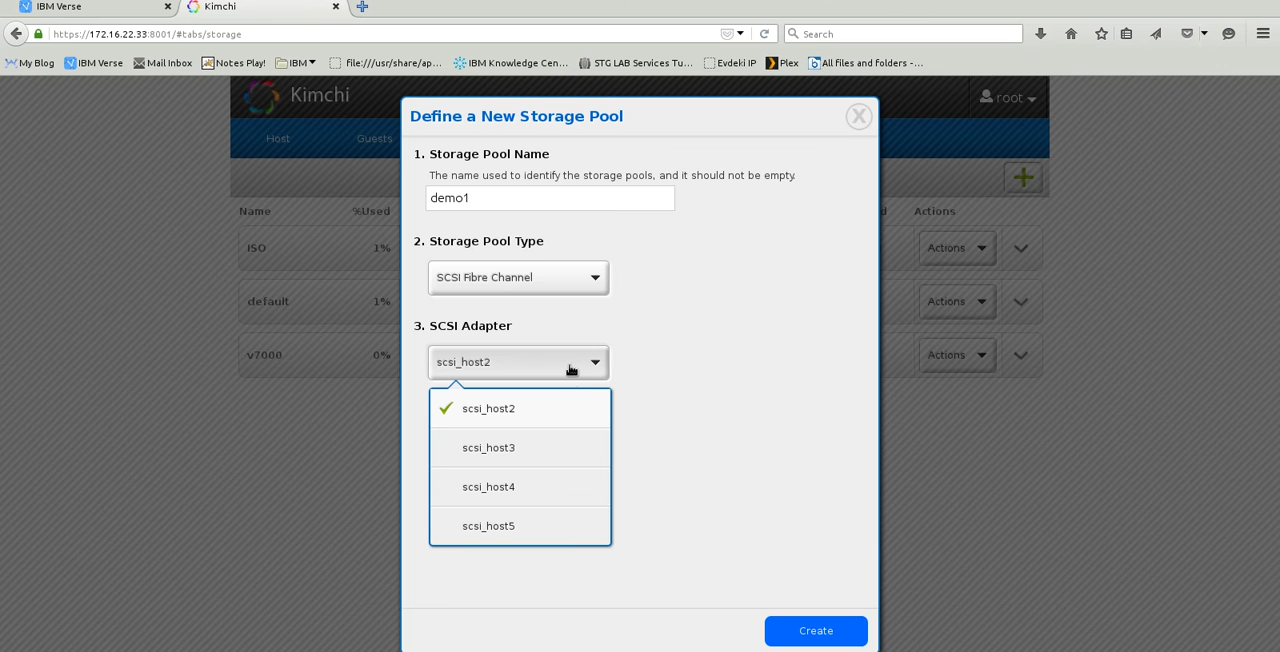 IBM Verse
Kimchi
https://172.16.22.33:8001/#tabs/storage
Search
My Blog IBM Verse Mail Inbox Notes Play! IBM file:///usr/share/ap... IBM Knowledge Cen... STG LAB Services Tu... Evdeki IP Plex All files and folders -...
Kimchi
root
Host Guests
Define a New Storage Pool
X
1. Storage Pool Name
The name used to identify the storage pools, and it should not be empty.
demo1
2. Storage Pool Type
SCSI Fibre Channel
3. SCSI Adapter
scsi_host2
scsi_host2
scsi_host3
scsi_host4
scsi_host5
Create
Name %Used d Actions
ISO 1% Actions
default 1% Actions
v7000 0% Actions